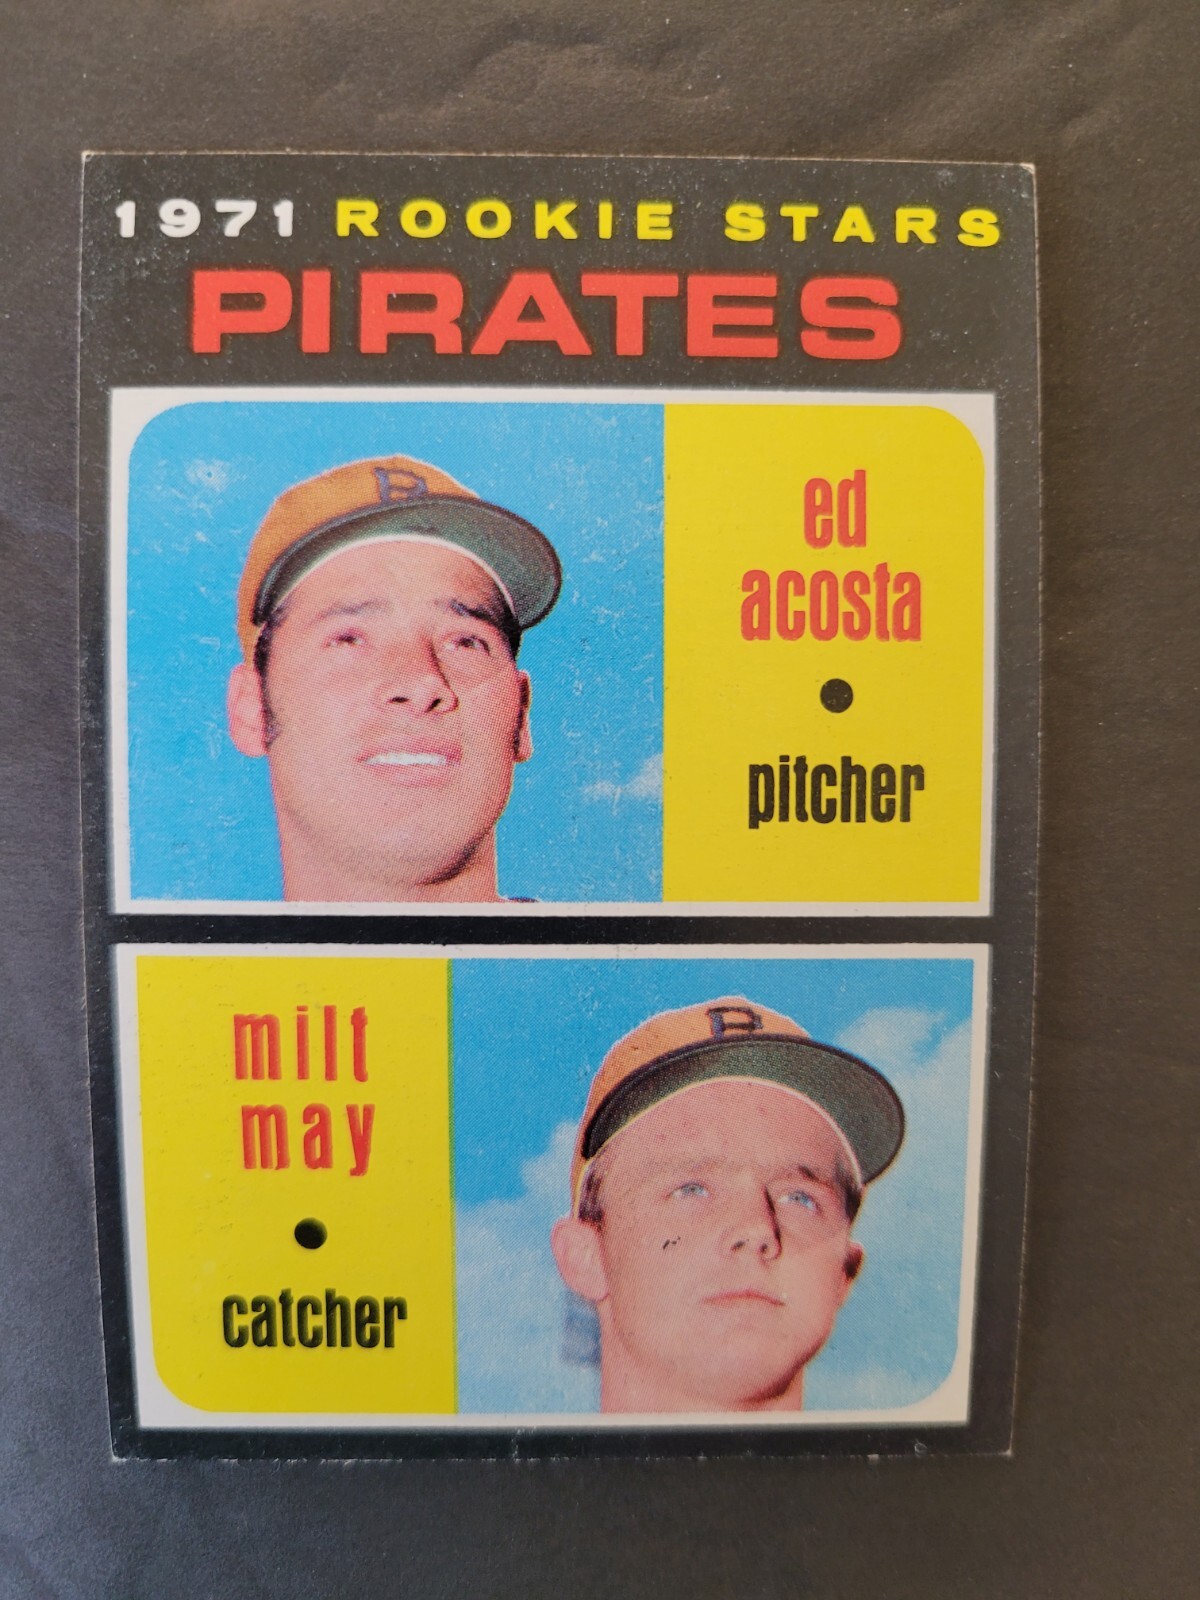 1971 ROOKIE STARS
PIRATES
P
ed
acosta
pitcher
milt
may
catcher
P